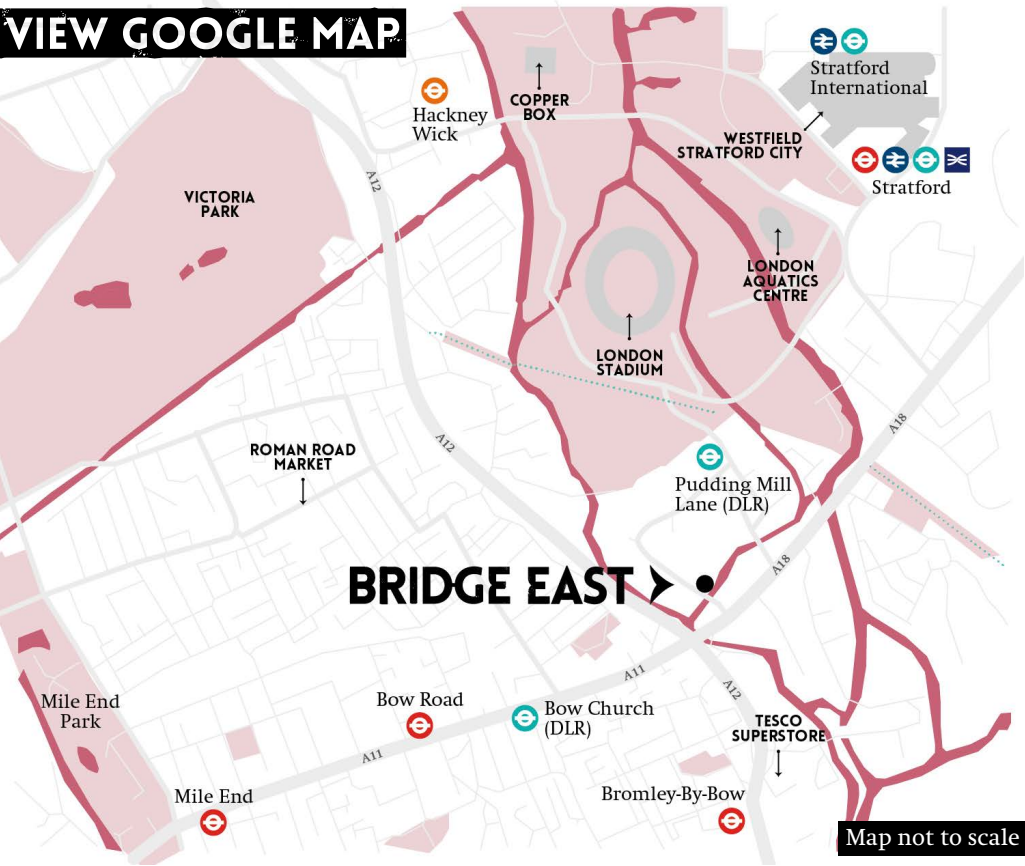 VIEW GOOGLE MAP
Stratford
International
Hackney
Wick
COPPER
BOX
WESTFIELD
STRATFORD CITY
Stratford
A12
VICTORIA
PARK
LONDON
AQUATICS
CENTRE
LONDON
STADIUM
A18
A12
ROMAN ROAD
MARKET
Pudding Mill
Lane (DLR)
A18
BRIDGE EAST
A11
A12
Mile End
Park
Bow Road
Bow Church
(DLR)
TESCO
SUPERSTORE
A11
Mile End
Bromley-By-Bow
Map not to scale